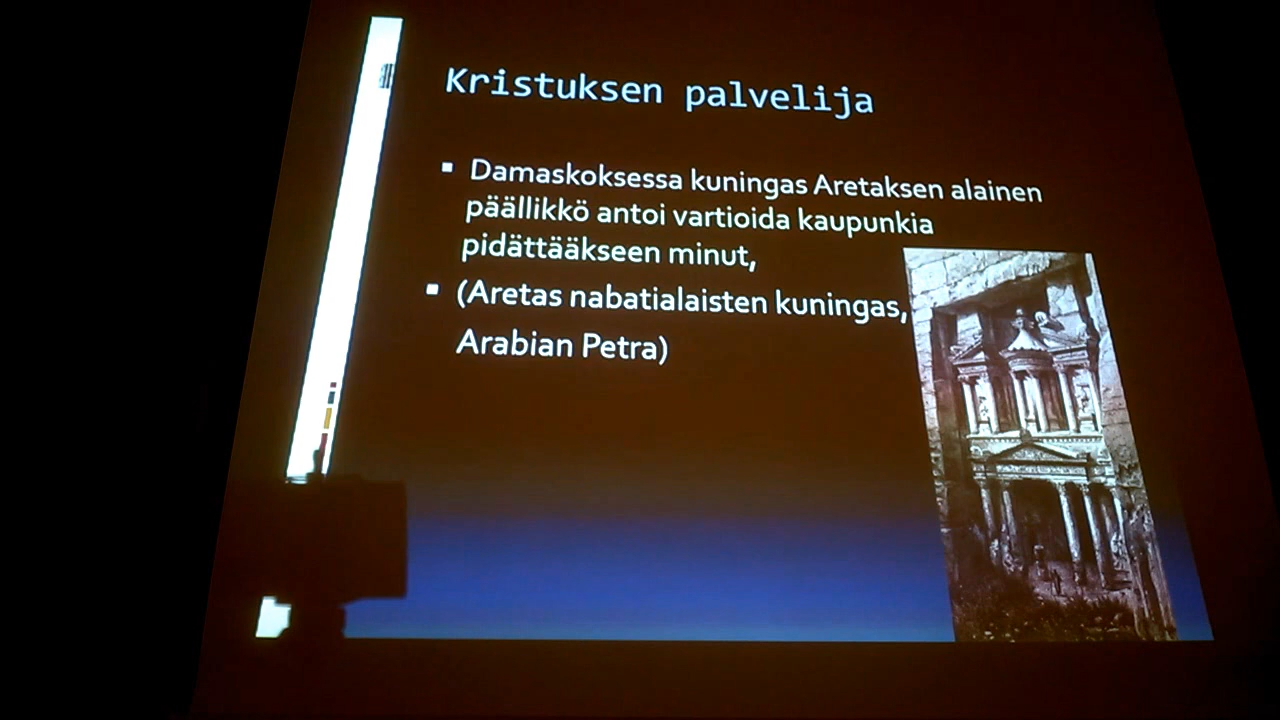 Kristuksen palvelija
▪ Damaskoksessa kuningas Aretaksen alainen
päällikkö antoi vartioida kaupunkia
pidättääkseen minut,
▪ (Aretas nabatialaisten kuningas,
Arabian Petra)